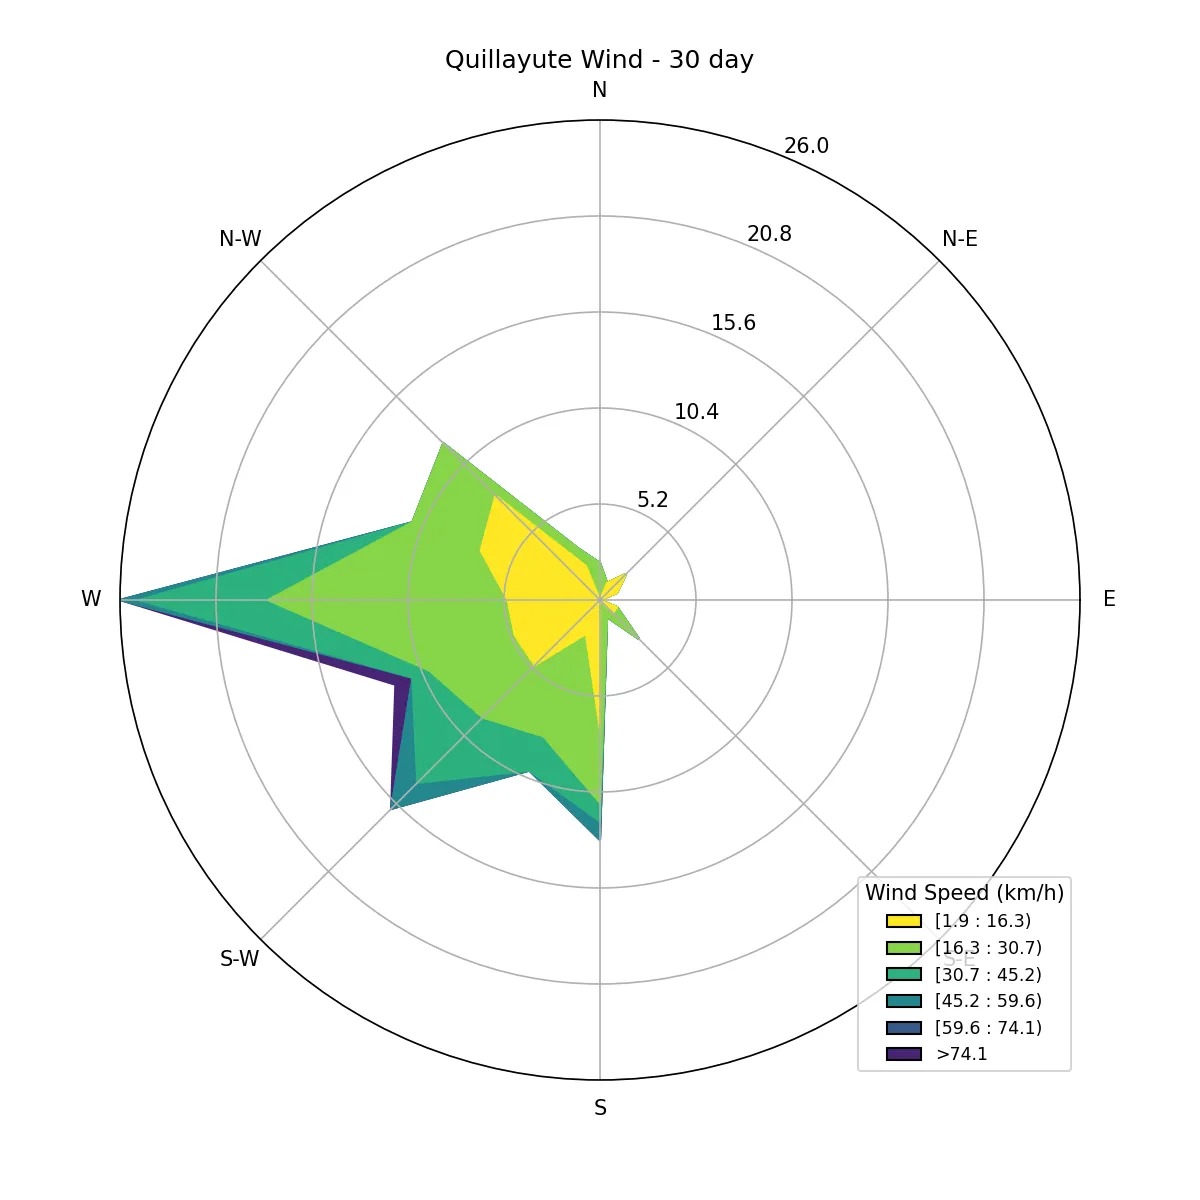 Quillayute Wind - 30 day
N
26.0
N-W
N-E
20.8
15.6
10.4
5.2
W
E
S-W
S-E
S
Wind Speed (km/h)
[1.9 : 16.3)
[16.3 : 30.7)
[30.7 : 45.2)
[45.2 : 59.6)
[59.6 : 74.1)
>74.1